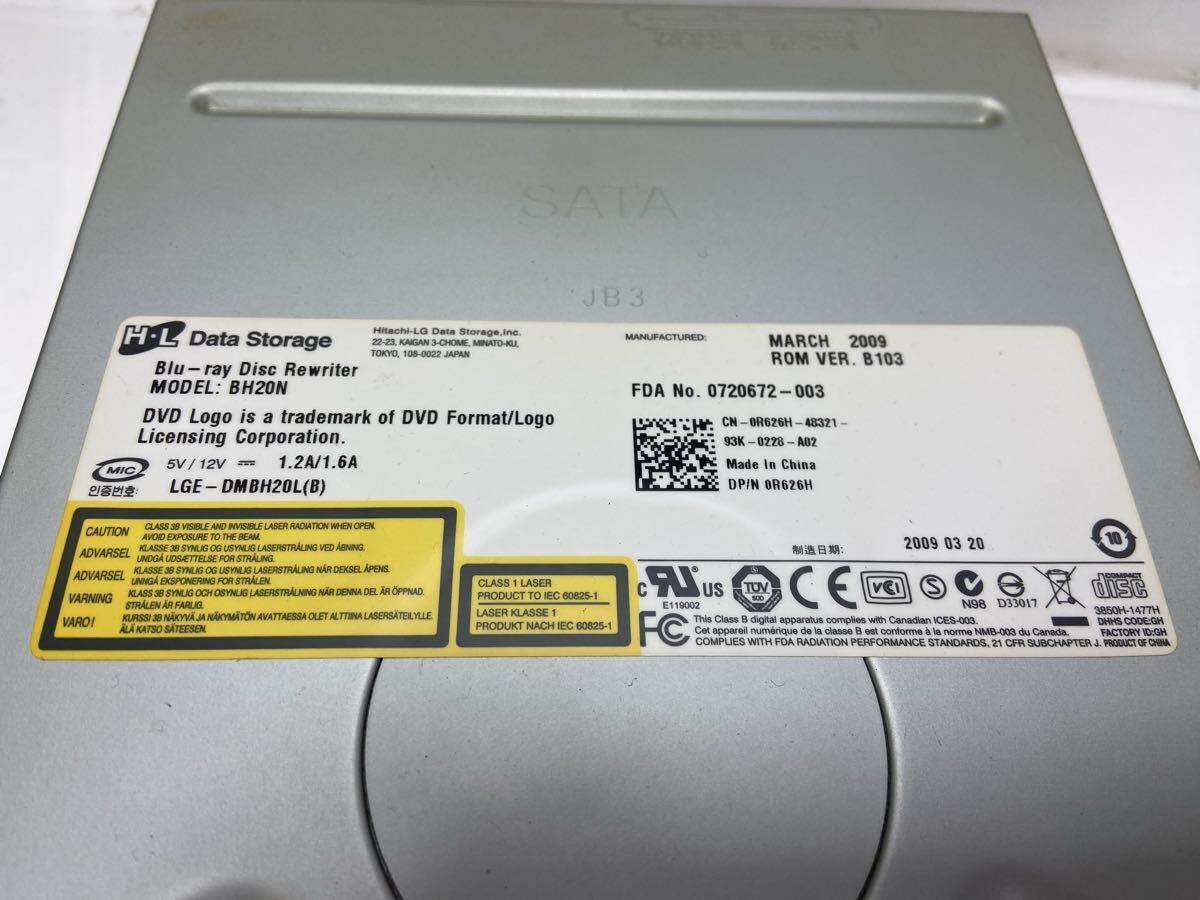 SATA
JB3
H·L Data Storage
Hitachi-LG Data Storage,Inc.
22-23, KAIGAN 3-CHOME, MINATO-KU,
TOKYO, 108-0022 JAPAN
MANUFACTURED:
MARCH 2009
ROM VER. B103
Blu-ray Disc Rewriter
MODEL: BH20N
FDA No. 0720672-003
DVD Logo is a trademark of DVD Format/Logo
Licensing Corporation.
CN-0R626H-48321-
93K-0228-A02
Made In China
DP/N 0R626H
MIC
5V / 12V ⎓ 1.2A/1.6A
인증번호: LGE-DMBH20L(B)
制造日期: 2009 03 20
10
CAUTION CLASS 3B VISIBLE AND INVISIBLE LASER RADIATION WHEN OPEN.
AVOID EXPOSURE TO THE BEAM.
ADVARSEL KLASSE 3B SYNLIG OG USYNLIG LASERSTRÅLING VED ÅBNING.
UNDGÅ UDSÆTTELSE FOR STRÅLING.
ADVARSEL KLASSE 3B SYNLIG OG USYNLIG LASERSTRÅLING NÅR DEKSEL ÅPENS.
UNNGÅ EKSPONERING FOR STRÅLEN.
VARNING KLASS 3B SYNLIG OCH OSYNLIG LASERSTRÅLNING NÄR DENNA DEL ÄR ÖPPNAD.
STRÅLEN ÄR FARLIG.
VARO! KURSSI 3B NÄKYVÄ JA NÄKYMÄTÖN AVATTAESSA OLET ALTTIINA LASERSÄTEILYLLE.
ÄLÄ KATSO SÄTEESEEN.
CLASS 1 LASER
PRODUCT TO IEC 60825-1
LASER KLASSE 1
PRODUKT NACH IEC 60825-1
c RU US
E119002
TÜV
SÜD
CE
VCI
S
N98
D33017
COMPACT
disc
3850H-1477H
DHHS CODE:GH
FACTORY ID:GH
FC This Class B digital apparatus complies with Canadian ICES-003.
Cet appareil numérique de la classe B est conforme à la norme NMB-003 du Canada.
COMPLIES WITH FDA RADIATION PERFORMANCE STANDARDS, 21 CFR SUBCHAPTER J. PRODUCT OF CHINA